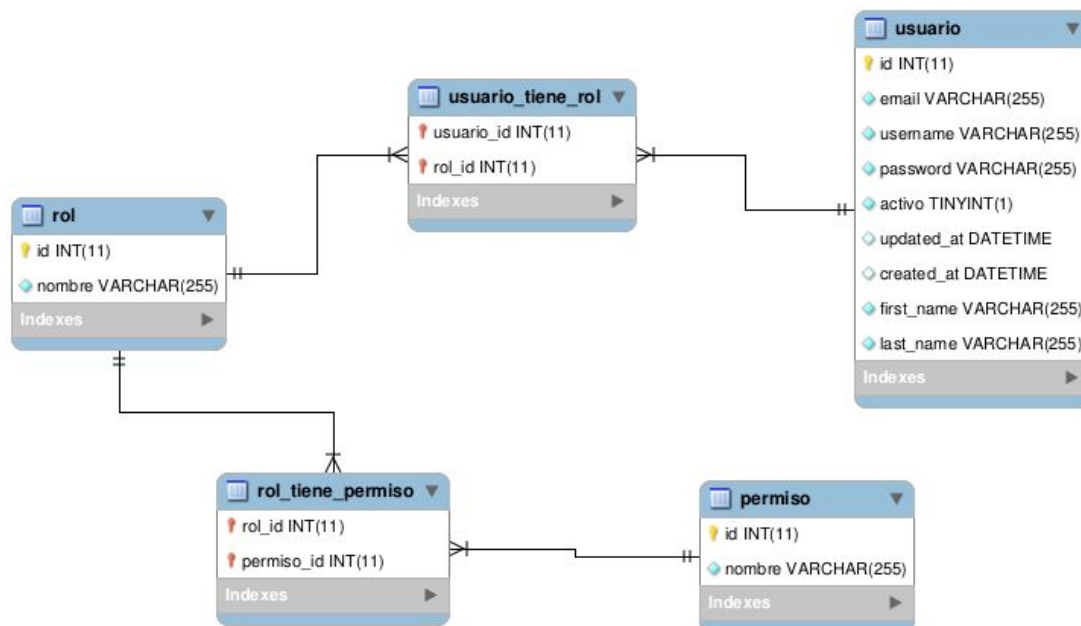 usuario
id INT(11)
email VARCHAR(255)
username VARCHAR(255)
password VARCHAR(255)
activo TINYINT(1)
updated_at DATETIME
created_at DATETIME
first_name VARCHAR(255)
last_name VARCHAR(255)
Indexes
usuario_tiene_rol
usuario_id INT(11)
rol_id INT(11)
Indexes
rol
id INT(11)
nombre VARCHAR(255)
Indexes
rol_tiene_permiso
rol_id INT(11)
permiso_id INT(11)
Indexes
permiso
id INT(11)
nombre VARCHAR(255)
Indexes